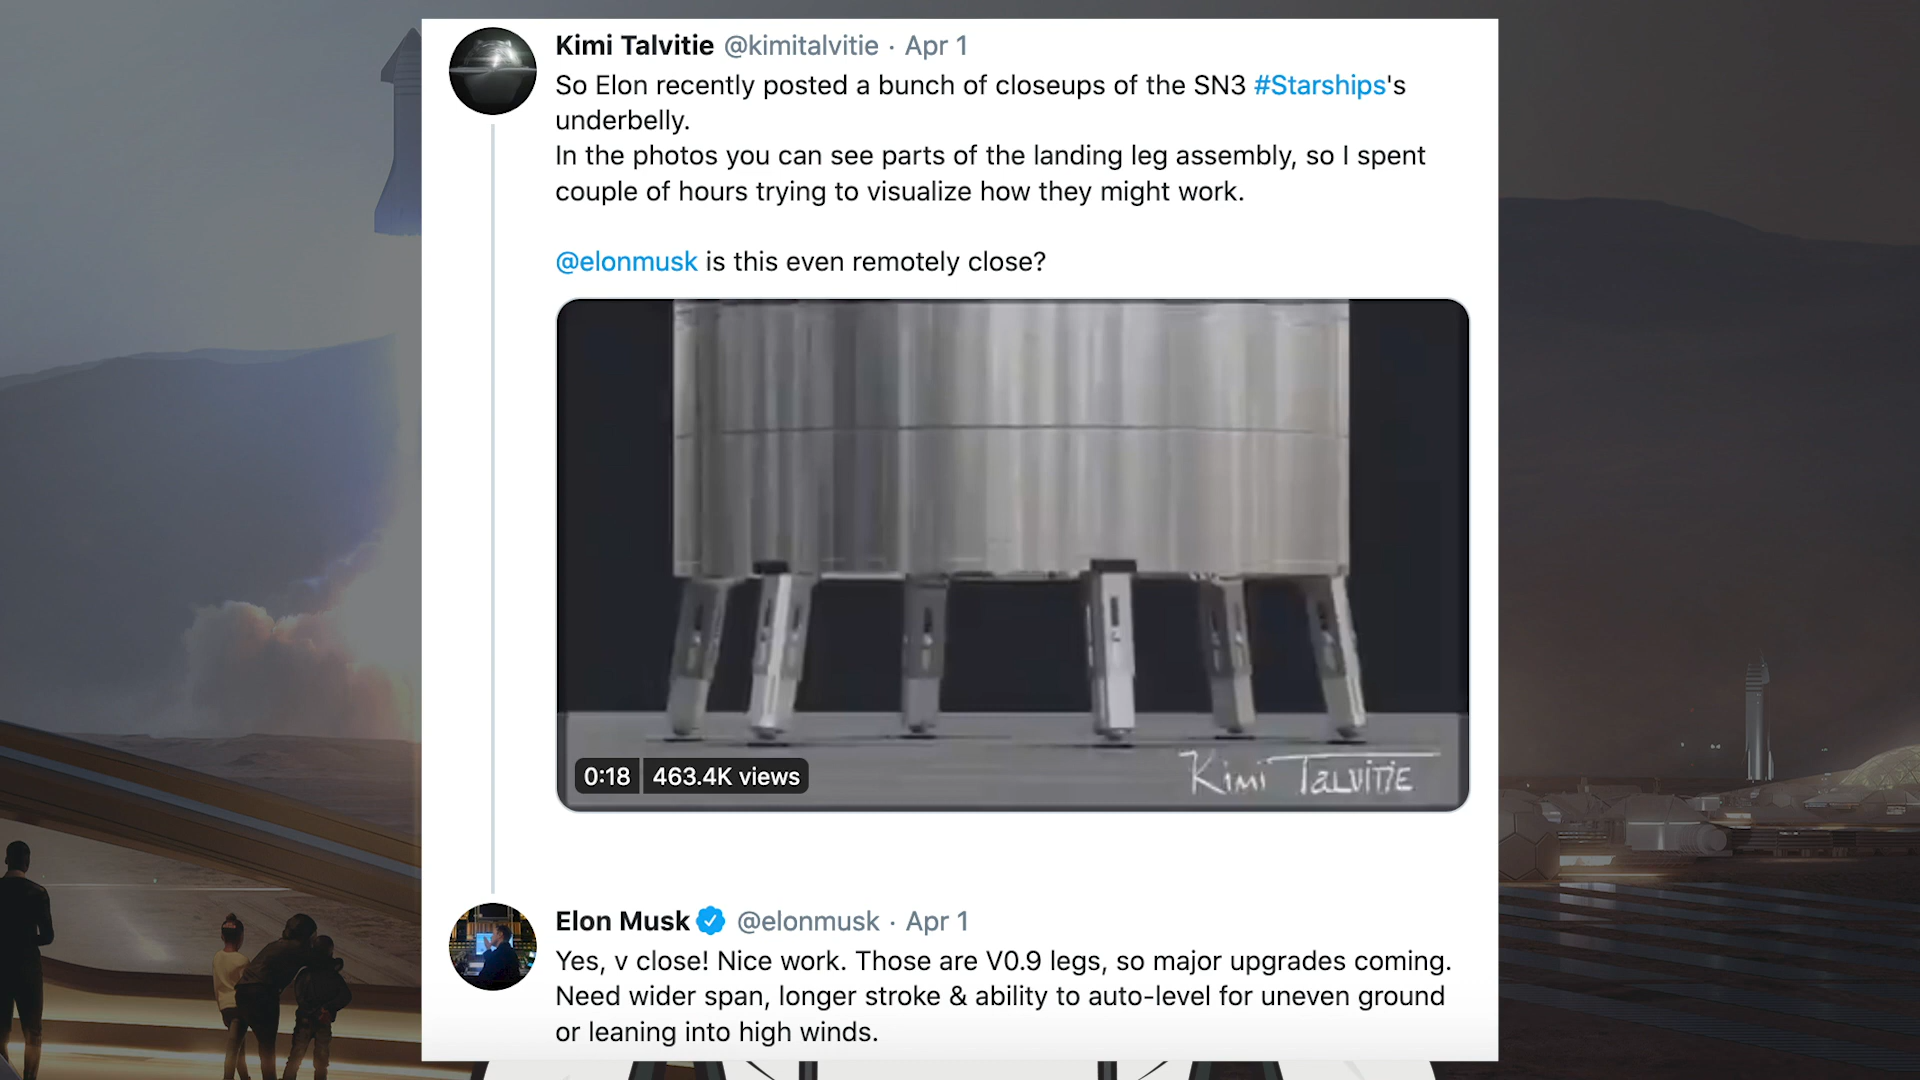 Kimi Talvitie @kimitalvitie · Apr 1
So Elon recently posted a bunch of closeups of the SN3 #Starships's
underbelly.
In the photos you can see parts of the landing leg assembly, so I spent
couple of hours trying to visualize how they might work.
@elonmusk is this even remotely close?
0:18 463.4K views
Kimi Talvitie
Elon Musk @elonmusk · Apr 1
Yes, v close! Nice work. Those are V0.9 legs, so major upgrades coming.
Need wider span, longer stroke & ability to auto-level for uneven ground
or leaning into high winds.